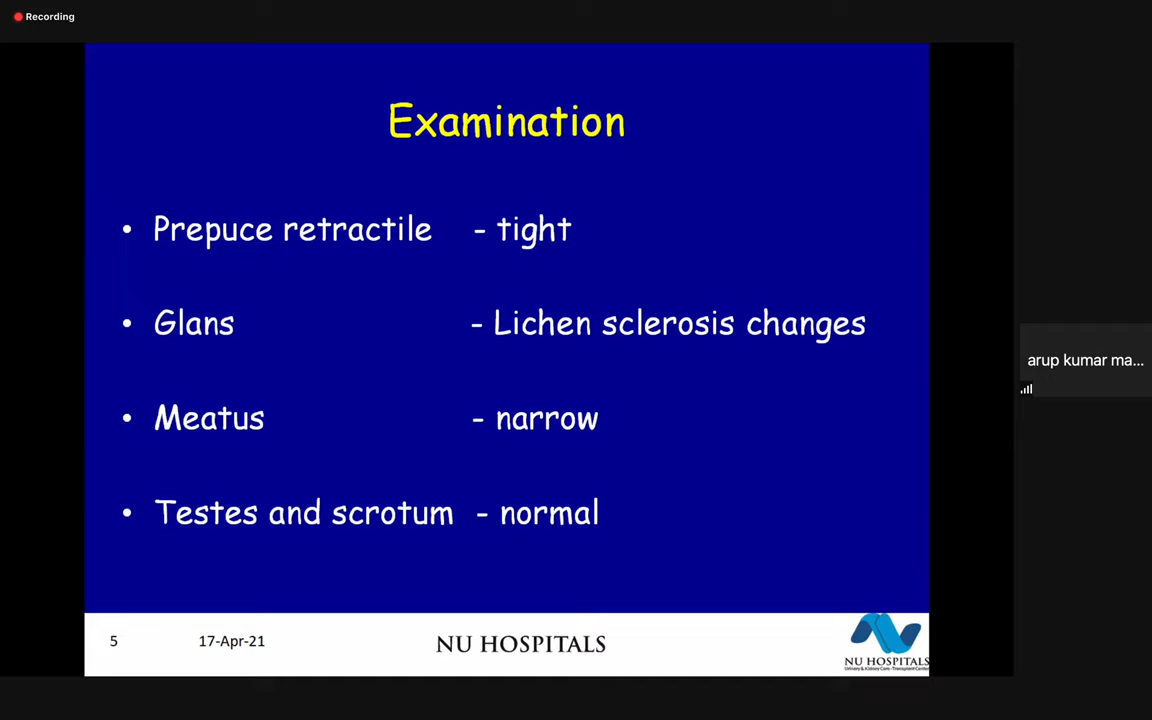 Recording
Examination
• Prepuce retractile - tight
• Glans - Lichen sclerosis changes
• Meatus - narrow
• Testes and scrotum - normal
arup kumar ma...
5 17-Apr-21 NU HOSPITALS
NU HOSPITALS
Urinary & Kidney Care - Transplant Center